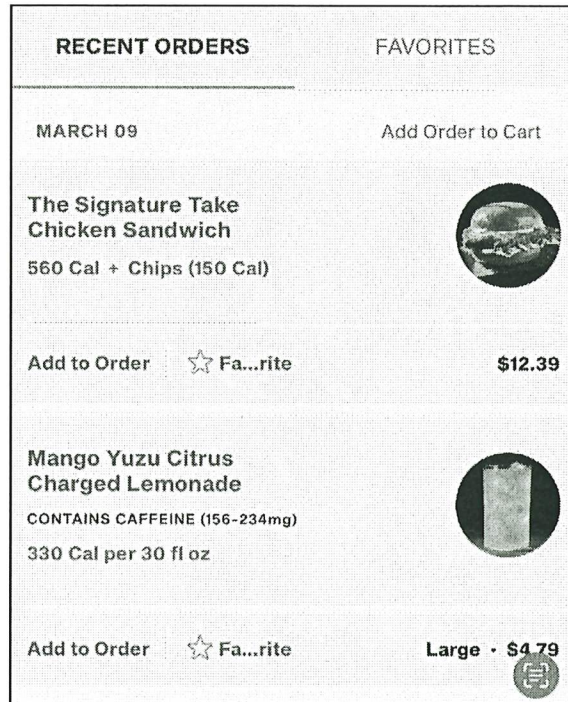 RECENT ORDERS FAVORITES
MARCH 09 Add Order to Cart
The Signature Take
Chicken Sandwich
560 Cal + Chips (150 Cal)
Add to Order Fa...rite $12.39
Mango Yuzu Citrus
Charged Lemonade
CONTAINS CAFFEINE (156-234mg)
330 Cal per 30 fl oz
Add to Order Fa...rite Large · $4.79